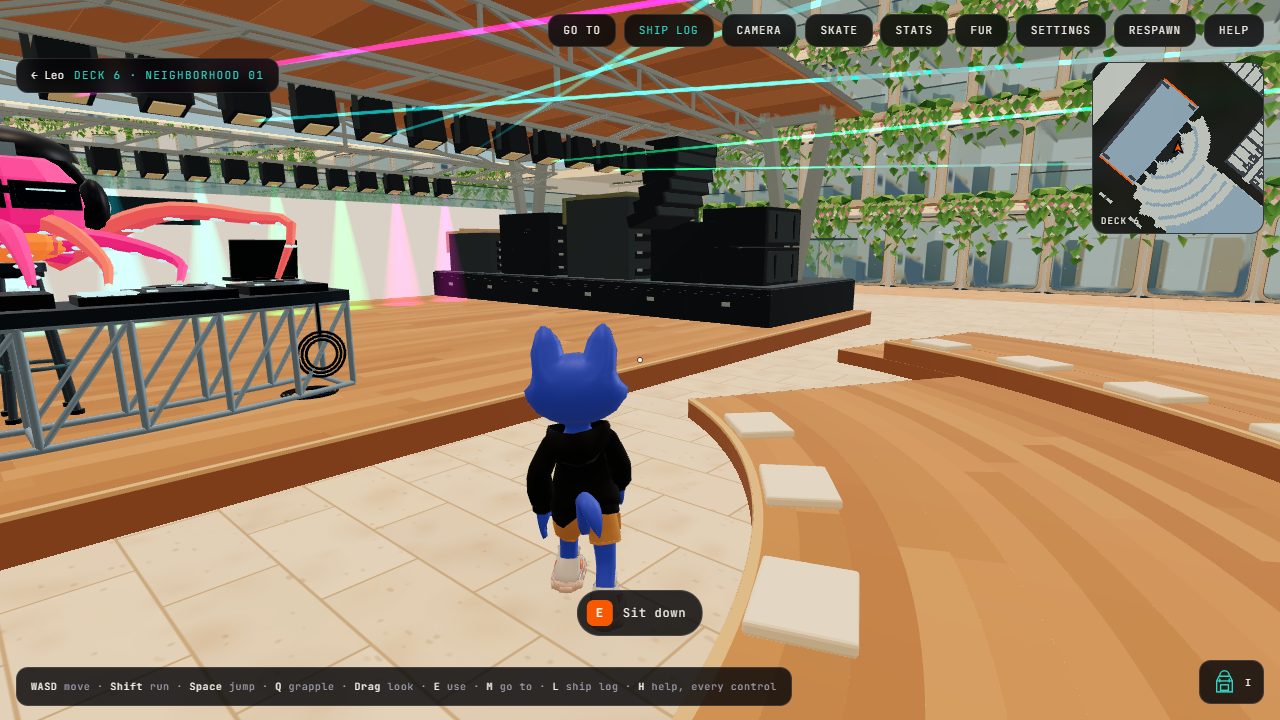 GO TO
SHIP LOG
CAMERA
SKATE
STATS
FUR
SETTINGS
RESPAWN
HELP
← Leo DECK 6 · NEIGHBORHOOD 01
DECK 6
E Sit down
WASD move · Shift run · Space jump · Q grapple · Drag look · E use · M go to · L ship log · H help, every control
I